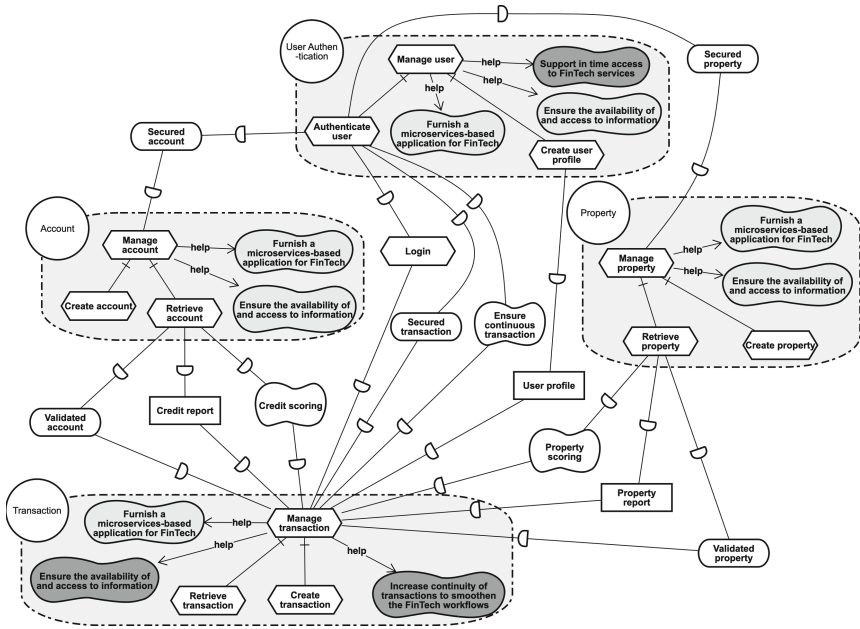 User Authen
-tication
Manage user
help
help
help
Support in time access
to FinTech services
Ensure the availability of
and access to information
Furnish a
microservices-based
application for FinTech
Authenticate
user
Create user
profile
Secured
property
Secured
account
Account
Manage
account
help
help
Furnish a
microservices-based
application for FinTech
Ensure the availability of
and access to information
Create account
Retrieve
account
Login
Secured
transaction
Ensure
continuous
transaction
Property
Manage
property
help
help
Furnish a
microservices-based
application for FinTech
Ensure the availability of
and access to information
Retrieve
property
Create property
Validated
account
Credit report
Credit scoring
User profile
Property
scoring
Property
report
Validated
property
Transaction
Furnish a
microservices-based
application for FinTech
help
help
help
Manage
transaction
Ensure the availability of
and access to information
Retrieve
transaction
Create
transaction
Increase continuity of
transactions to smoothen
the FinTech workflows